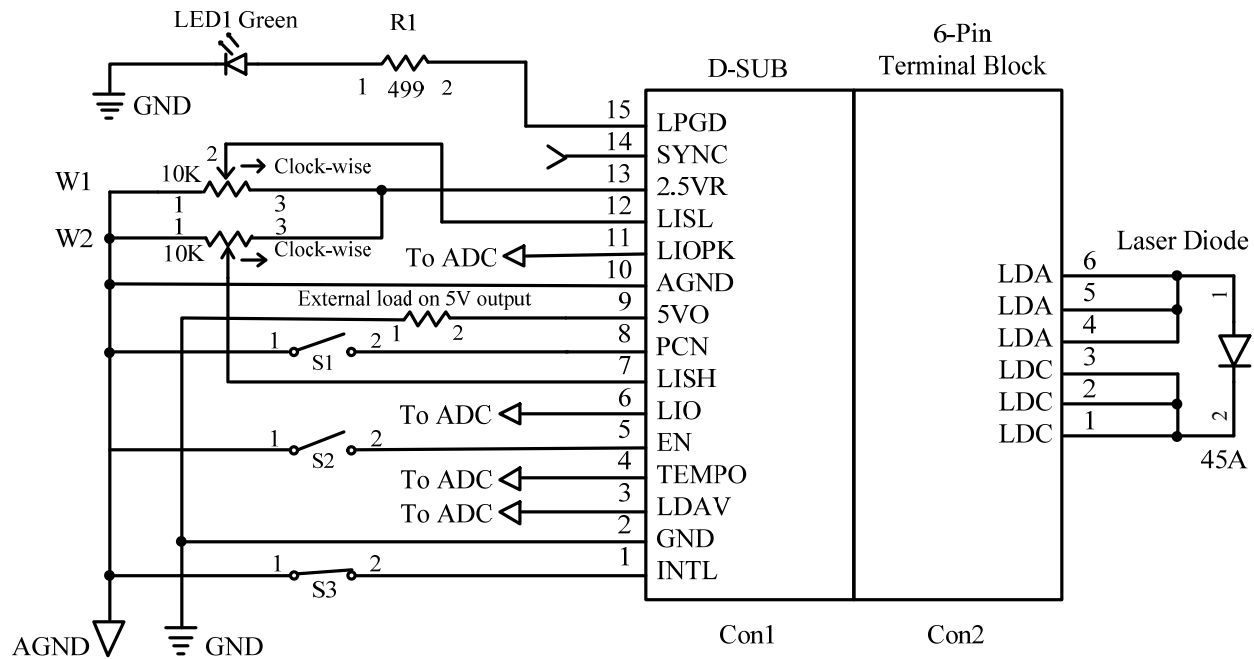 LED1 Green
R1
1 499 2
GND
D-SUB
6-Pin
Terminal Block
15 LPGD
14 SYNC
13 2.5VR
12 LISL
11 LIOPK
10 AGND
9 5VO
8 PCN
7 LISH
6 LIO
5 EN
4 TEMPO
3 LDAV
2 GND
1 INTL
W1
10K
2
Clock-wise
1 3
W2
1 3
10K
Clock-wise
To ADC
External load on 5V output
1 2
1 S1 2
To ADC
1 S2 2
To ADC
To ADC
1 S3 2
AGND
GND
Laser Diode
LDA 6
LDA 5
LDA 4
LDC 3
LDC 2
LDC 1
1
2
45A
Con1
Con2